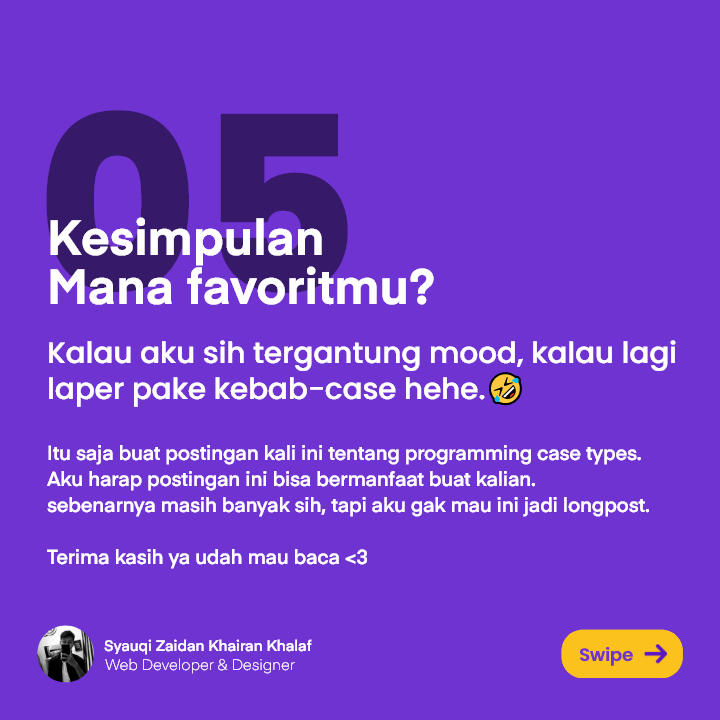 05
Kesimpulan
Mana favoritmu?
Kalau aku sih tergantung mood, kalau lagi
laper pake kebab-case hehe.🤣
Itu saja buat postingan kali ini tentang programming case types.
Aku harap postingan ini bisa bermanfaat buat kalian.
sebenarnya masih banyak sih, tapi aku gak mau ini jadi longpost.
Terima kasih ya udah mau baca <3
Syauqi Zaidan Khairan Khalaf
Web Developer & Designer
Swipe →